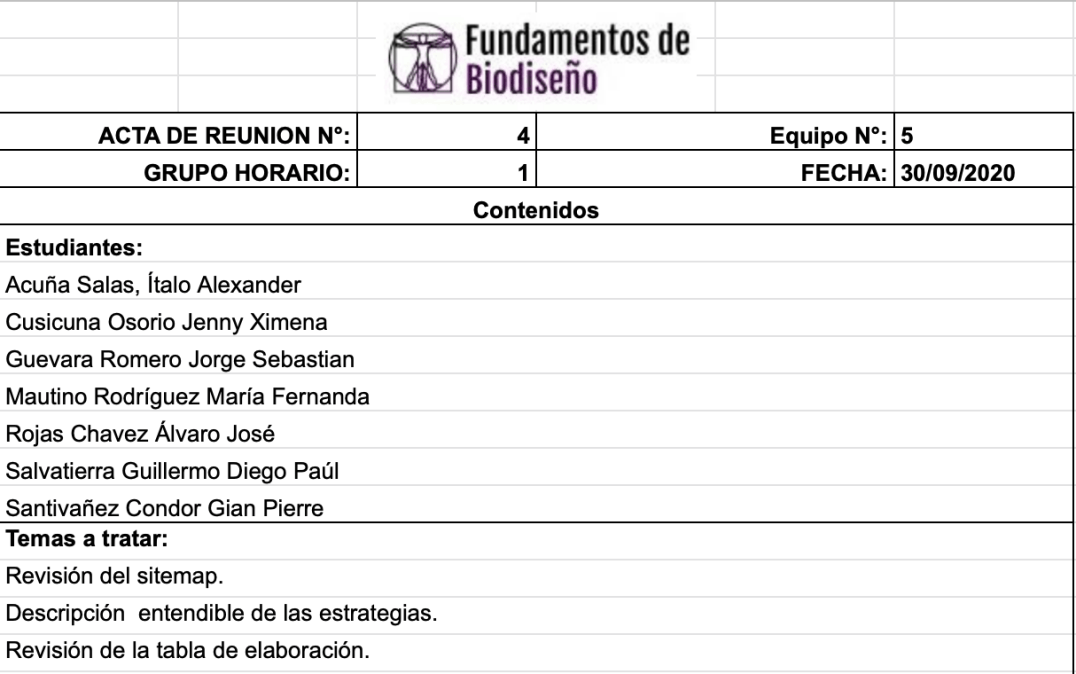 Fundamentos de
Biodiseño
ACTA DE REUNION Nº: 4 Equipo Nº: 5
GRUPO HORARIO: 1 FECHA: 30/09/2020
Contenidos
Estudiantes:
Acuña Salas, Ítalo Alexander
Cusicuna Osorio Jenny Ximena
Guevara Romero Jorge Sebastian
Mautino Rodríguez María Fernanda
Rojas Chavez Álvaro José
Salvatierra Guillermo Diego Paúl
Santivañez Condor Gian Pierre
Temas a tratar:
Revisión del sitemap.
Descripción  entendible de las estrategias.
Revisión de la tabla de elaboración.